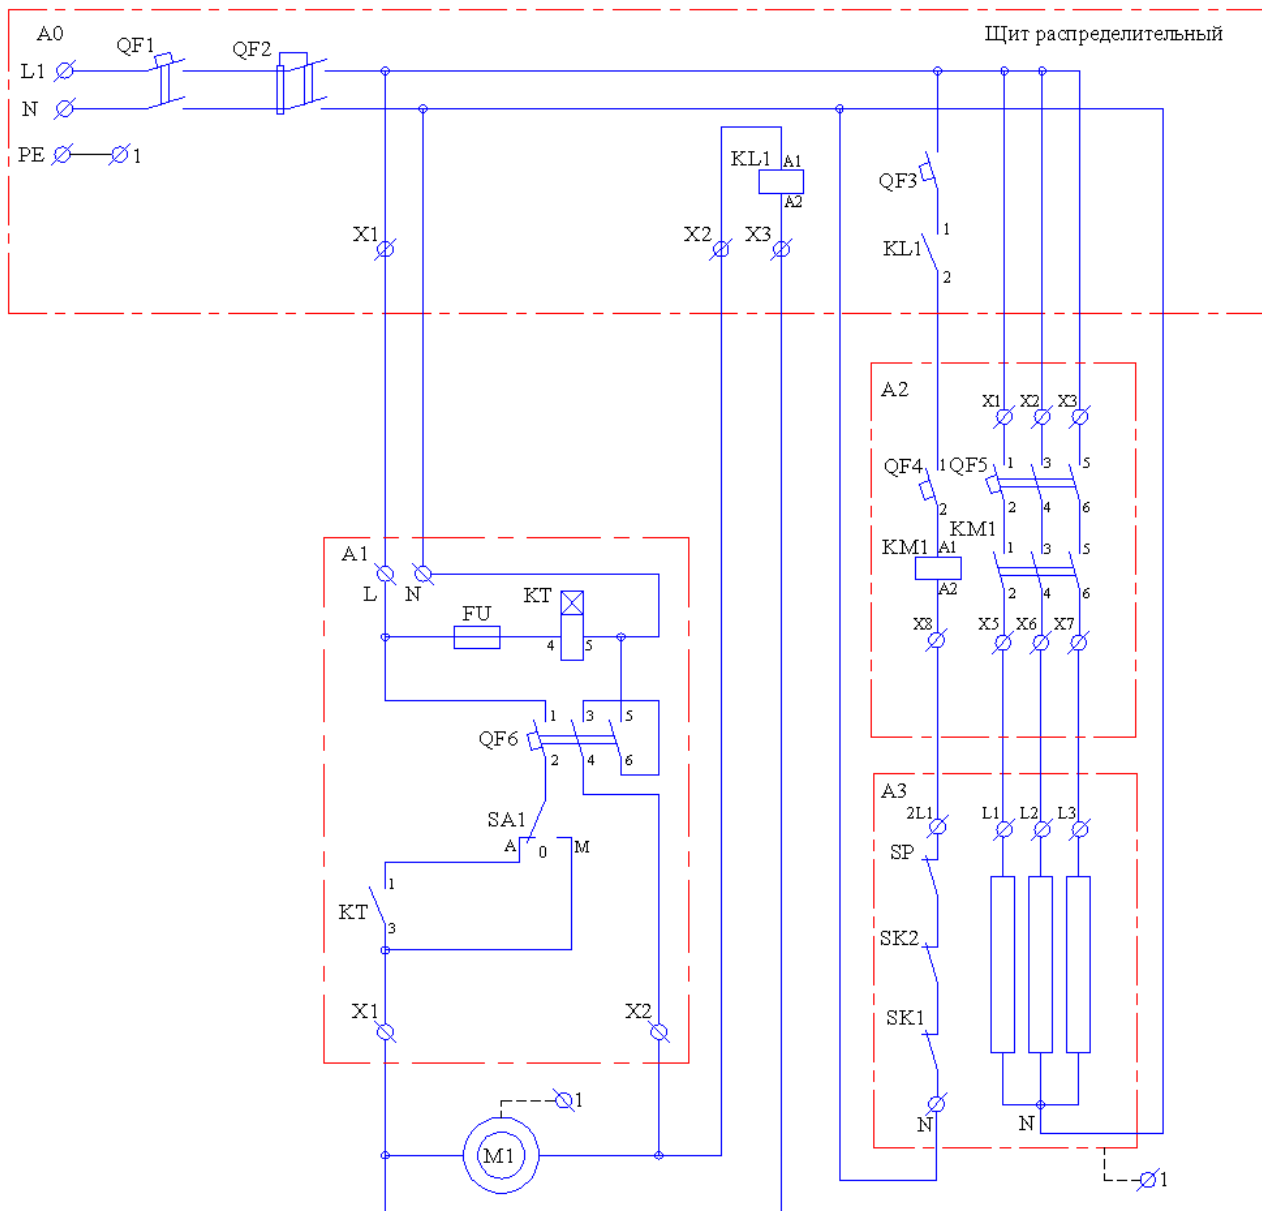 A0
Щит распределительный
QF1
QF2
L1
N
PE
1
KL1
A1
A2
QF3
X1
X2
X3
KL1
1
2
A2
X1
X2
X3
QF4
1
2
QF5
1
3
5
2
4
6
KM1
A1
A2
KM1
1
3
5
2
4
6
X8
X5
X6
X7
A1
L
N
FU
KT
4
5
QF6
1
3
5
2
4
6
SA1
A
0
M
KT
1
3
X1
X2
A3
2L1
L1
L2
L3
SP
SK2
SK1
N
N
1
M1
1